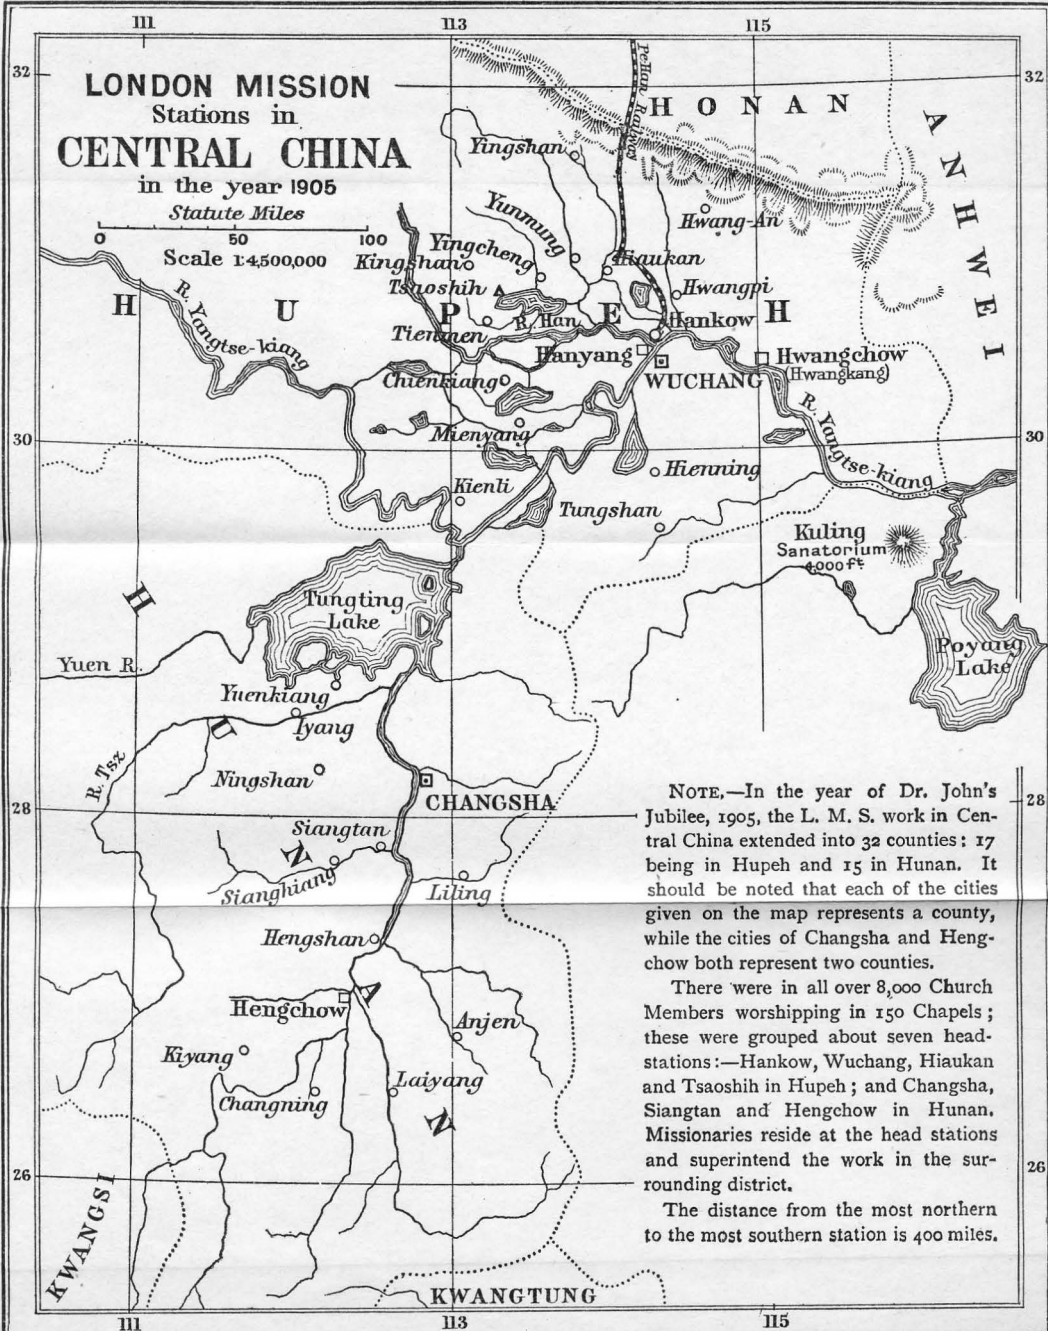 111 113 115
32 32
LONDON MISSION
Stations in
CENTRAL CHINA
in the year 1905
Statute Miles
0 50 100
Scale 1:4,500,000
Pehan Railway
HONAN
ANHWEI
Yingshan
Hwang-An
Yunmung
Yingcheng
Kingshan
Hiaukan
Tsaoshih
Hwangpi
HUPEH
R. Yangtse-kiang
Tienmen
R. Han
Hankow
Hanyang
WUCHANG
Hwangchow
(Hwangkang)
Chienkiang
R. Yangtse-kiang
Mienyang
30 30
Hienning
Kienli
Tungshan
Kuling
Sanatorium
4000 ft
Tungting
Lake
HUNAN
Yuen R.
Poyang
Lake
Yuenkiang
Iyang
R. Tsz
Ningshan
CHANGSHA
28 28
Siangtan
Sianghiang
Liling
Hengshan
Hengchow
Anjen
Kiyang
Laiyang
Changning
26 26
KWANGSI
KWANGTUNG
111 113 115
NOTE,—In the year of Dr. John's
Jubilee, 1905, the L. M. S. work in Cen-
tral China extended into 32 counties: 17
being in Hupeh and 15 in Hunan. It
should be noted that each of the cities
given on the map represents a county,
while the cities of Changsha and Heng-
chow both represent two counties.
There were in all over 8,000 Church
Members worshipping in 150 Chapels;
these were grouped about seven head-
stations:—Hankow, Wuchang, Hiaukan
and Tsaoshih in Hupeh; and Changsha,
Siangtan and Hengchow in Hunan.
Missionaries reside at the head stations
and superintend the work in the sur-
rounding district.
The distance from the most northern
to the most southern station is 400 miles.